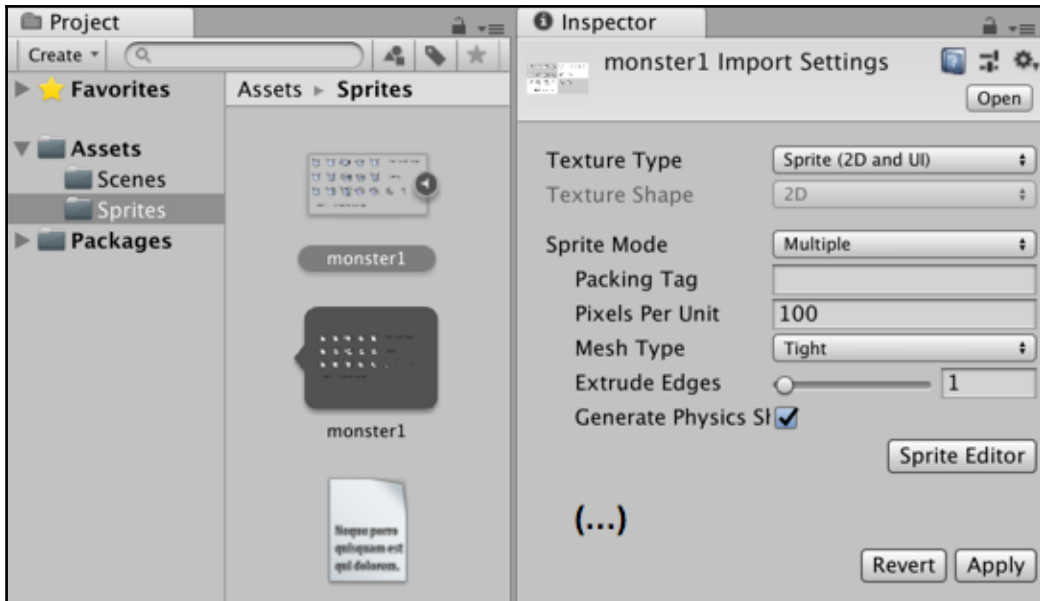 Project
Create
Favorites
Assets
Scenes
Sprites
Packages
Assets ▸ Sprites
monster1
monster1
Neque porro
quisquam est
qui dolorem.
Inspector
monster1 Import Settings
Open
Texture Type Sprite (2D and UI)
Texture Shape 2D
Sprite Mode Multiple
Packing Tag
Pixels Per Unit 100
Mesh Type Tight
Extrude Edges 1
Generate Physics Sh
Sprite Editor
(...)
Revert Apply